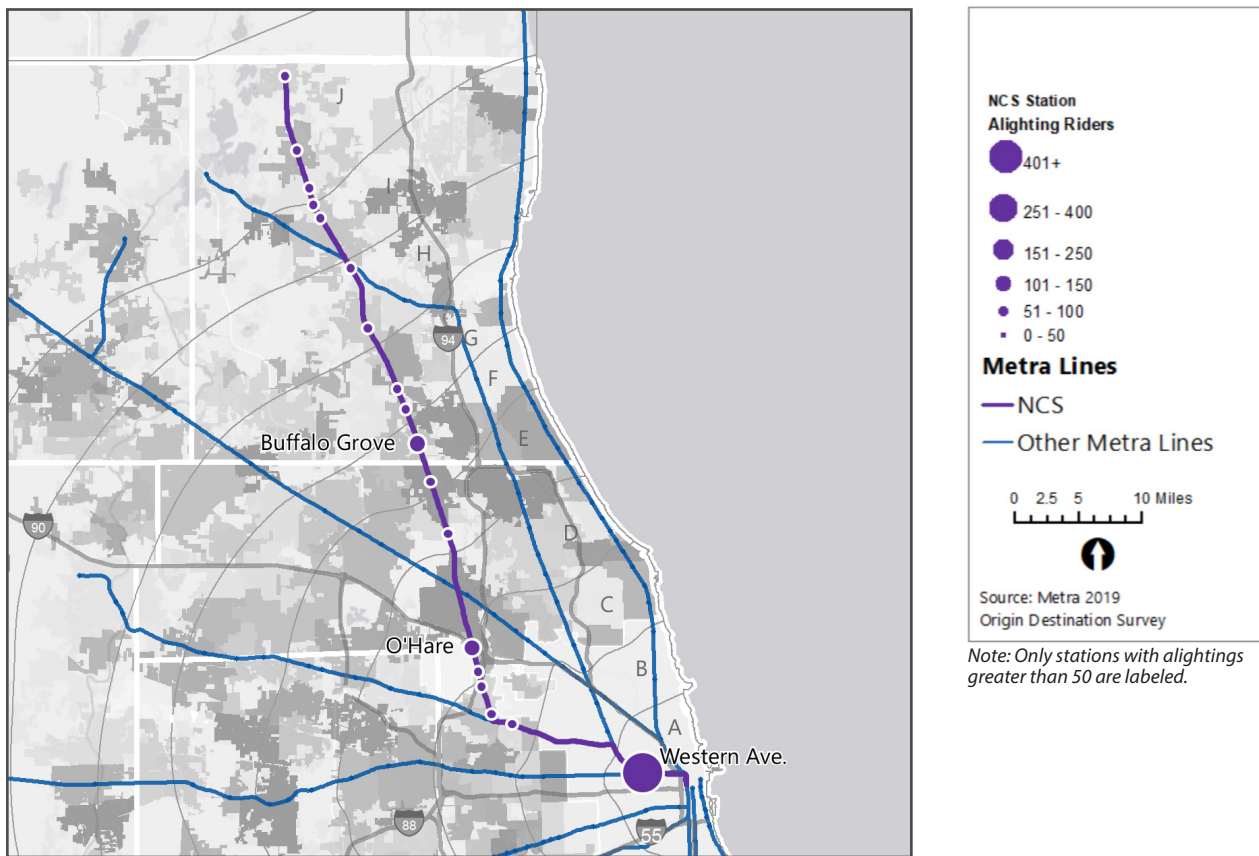 J
I
H
94
G
F
Buffalo Grove
E
90
D
C
O'Hare
B
A
Western Ave.
88
55
NCS Station
Alighting Riders
401+
251 - 400
151 - 250
101 - 150
51 - 100
0 - 50
Metra Lines
NCS
Other Metra Lines
0 2.5 5 10 Miles
Source: Metra 2019
Origin Destination Survey
Note: Only stations with alightings
greater than 50 are labeled.